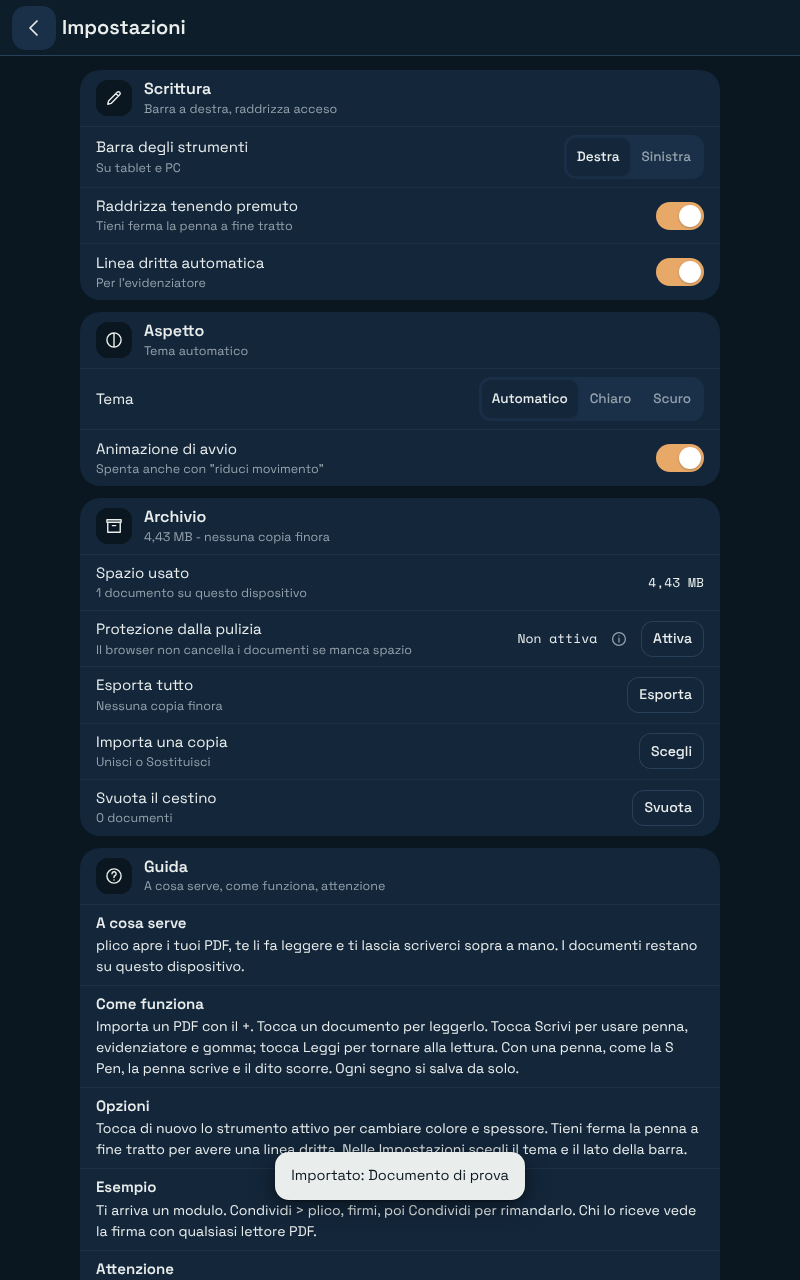 Impostazioni
Scrittura
Barra a destra, raddrizza acceso
Barra degli strumenti
Su tablet e PC
Destra
Sinistra
Raddrizza tenendo premuto
Tieni ferma la penna a fine tratto
Linea dritta automatica
Per l'evidenziatore
Aspetto
Tema automatico
Tema
Automatico
Chiaro
Scuro
Animazione di avvio
Spenta anche con "riduci movimento"
Archivio
4,43 MB - nessuna copia finora
Spazio usato
1 documento su questo dispositivo
4,43 MB
Protezione dalla pulizia
Il browser non cancella i documenti se manca spazio
Non attiva
Attiva
Esporta tutto
Nessuna copia finora
Esporta
Importa una copia
Unisci o Sostituisci
Scegli
Svuota il cestino
0 documenti
Svuota
Guida
A cosa serve, come funziona, attenzione
A cosa serve
plico apre i tuoi PDF, te li fa leggere e ti lascia scriverci sopra a mano. I documenti restano
su questo dispositivo.
Come funziona
Importa un PDF con il +. Tocca un documento per leggerlo. Tocca Scrivi per usare penna,
evidenziatore e gomma; tocca Leggi per tornare alla lettura. Con una penna, come la S
Pen, la penna scrive e il dito scorre. Ogni segno si salva da solo.
Opzioni
Tocca di nuovo lo strumento attivo per cambiare colore e spessore. Tieni ferma la penna a
fine tratto per avere una linea dritta. Nelle Impostazioni scegli il tema e il lato della barra.
Importato: Documento di prova
Esempio
Ti arriva un modulo. Condividi > plico, firmi, poi Condividi per rimandarlo. Chi lo riceve vede
la firma con qualsiasi lettore PDF.
Attenzione